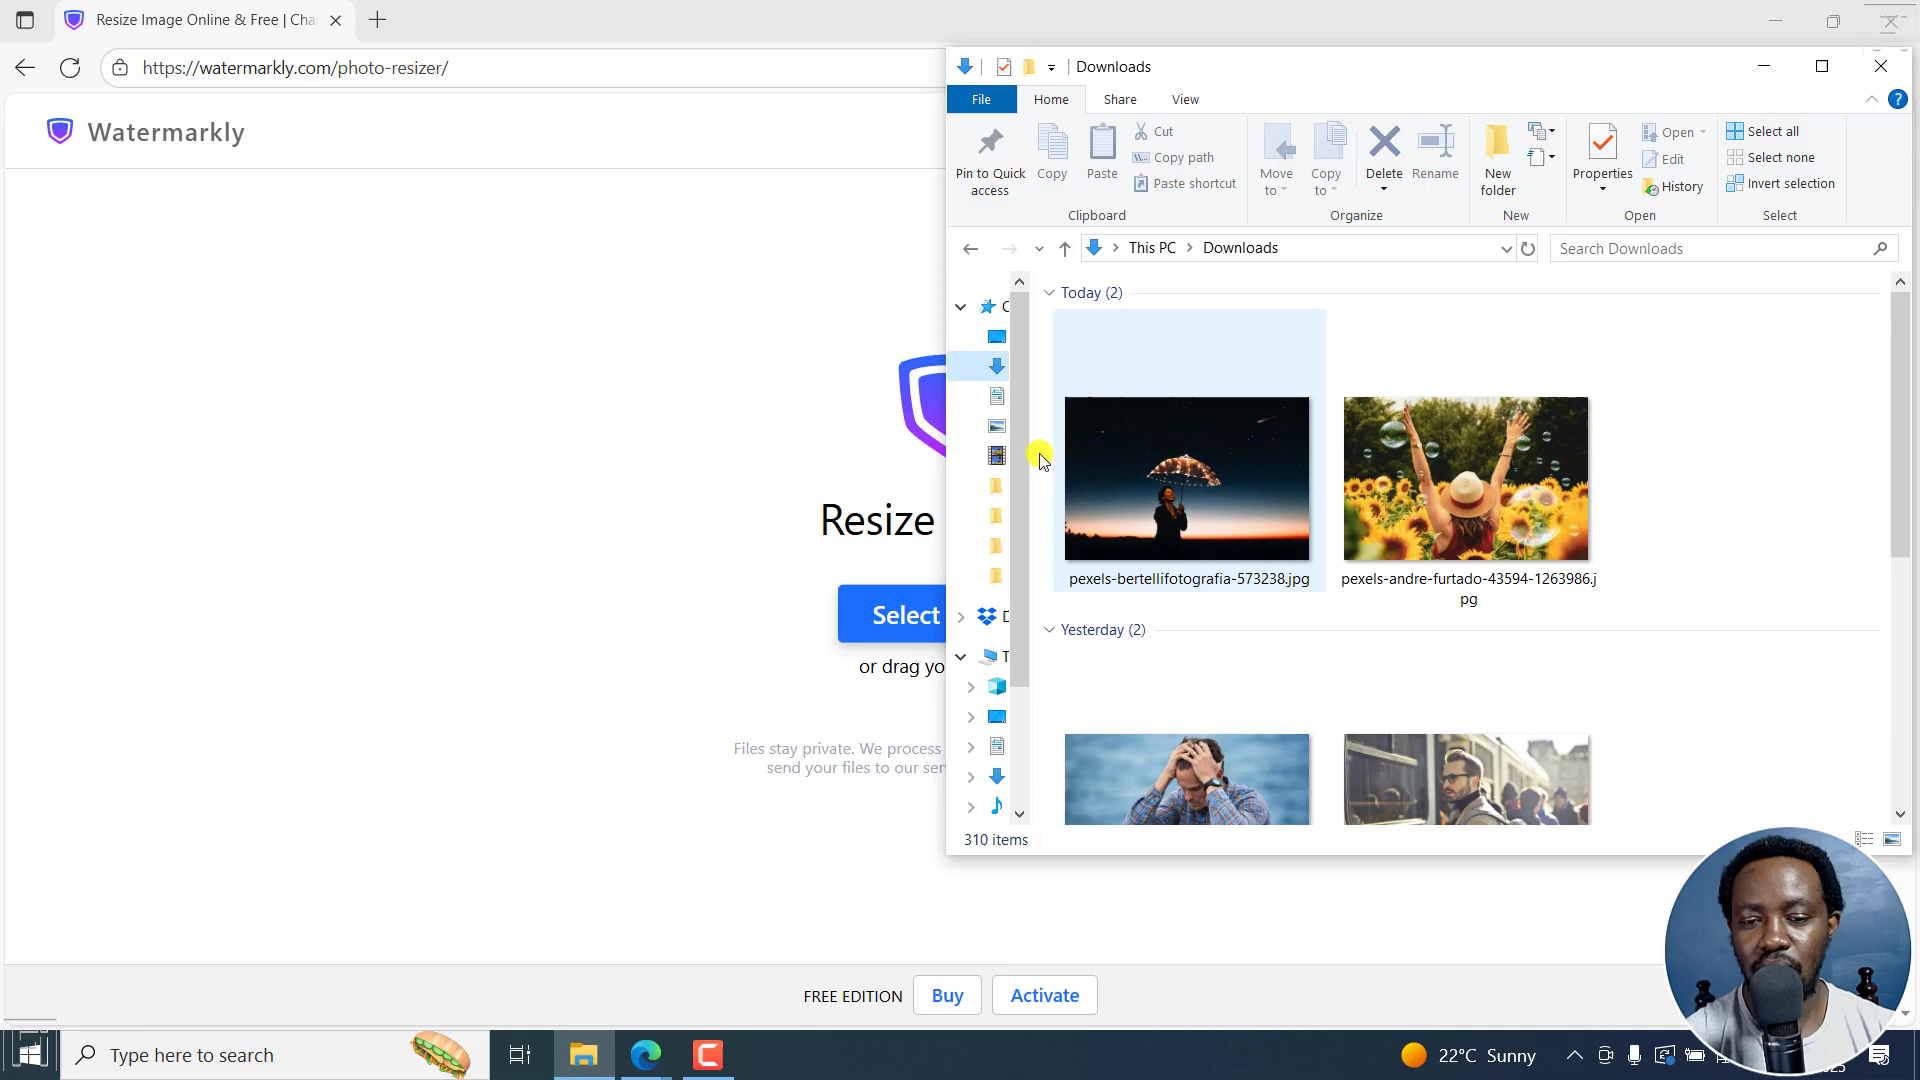 Resize Image Online & Free | Cha
https://watermarkly.com/photo-resizer/
Watermarkly
Resize
Select
or drag yo
Files stay private. We process
send your files to our ser
FREE EDITION
Buy
Activate
Downloads
File
Home
Share
View
Pin to Quick
access
Copy
Paste
Cut
Copy path
Paste shortcut
Clipboard
Move
to
Copy
to
Delete
Rename
Organize
New
folder
New
Properties
Open
Edit
History
Open
Select all
Select none
Invert selection
Select
This PC
Downloads
Search Downloads
Today (2)
pexels-bertellifotografia-573238.jpg
pexels-andre-furtado-43594-1263986.j
pg
Yesterday (2)
310 items
Type here to search
22°C Sunny